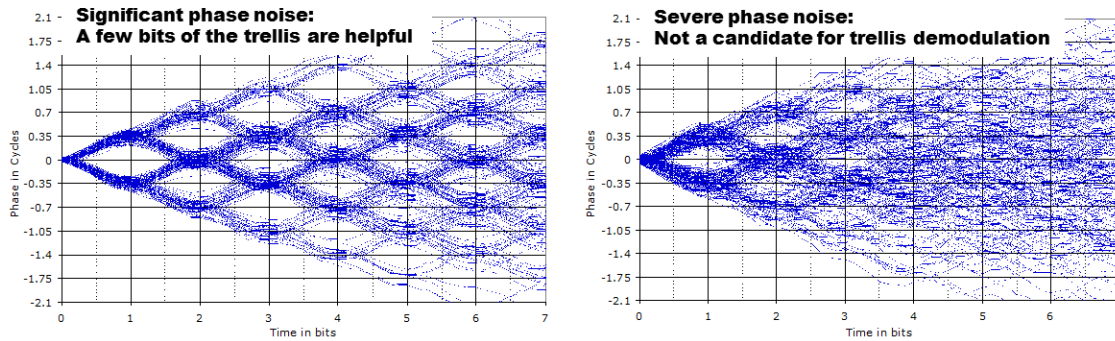 Significant phase noise:
A few bits of the trellis are helpful
2.1
1.75
1.4
1.05
0.7
0.35
0
-0.35
-0.7
-1.05
-1.4
-1.75
-2.1
Phase in Cycles
0 1 2 3 4 5 6 7
Time in bits
Severe phase noise:
Not a candidate for trellis demodulation
2.1
1.75
1.4
1.05
0.7
0.35
0
-0.35
-0.7
-1.05
-1.4
-1.75
-2.1
Phase in Cycles
0 1 2 3 4 5 6
Time in bits